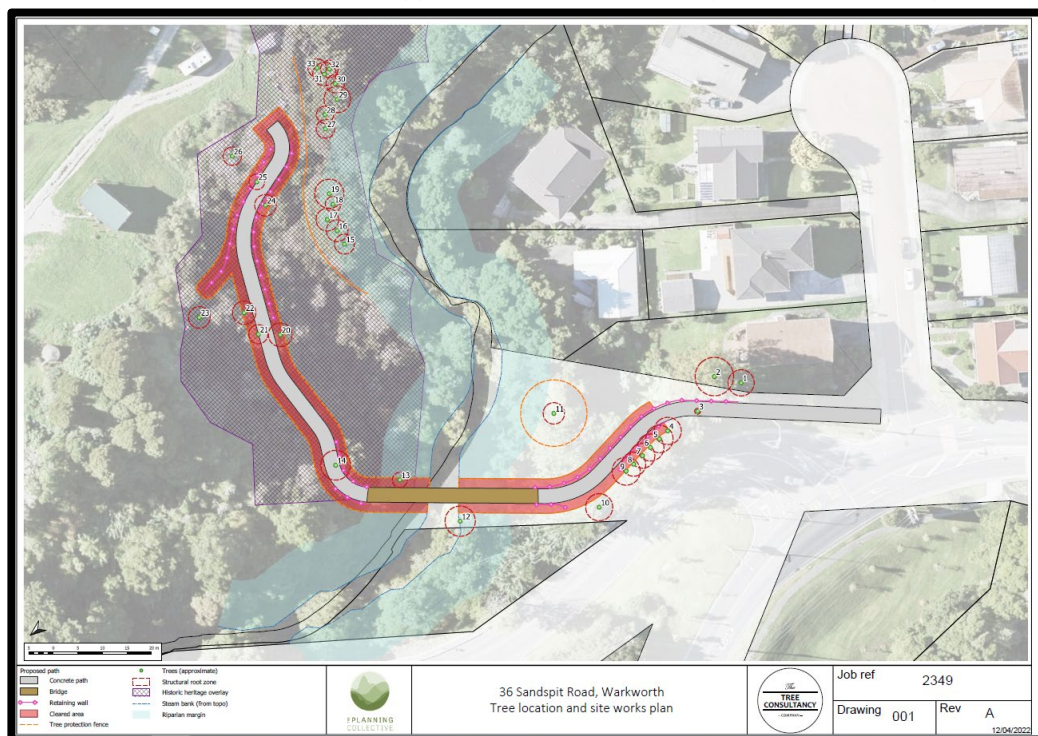 33
32
31
30
29
28
27
26
25
24
19
18
17
16
15
23
22
21
20
2
1
3
11
4
5
6
7
8
9
14
13
12
10
5 0 5 10 15 20 m
Proposed path
Concrete path
Bridge
Retaining wall
Cleared area
Tree protection fence
Trees (approximate)
Structural root zone
Historic heritage overlay
Steam bank (from topo)
Riparian margin
THE PLANNING
COLLECTIVE
36 Sandspit Road, Warkworth
Tree location and site works plan
The
TREE
CONSULTANCY
COMPANY
Job ref 2349
Drawing 001
Rev A
12/04/2022